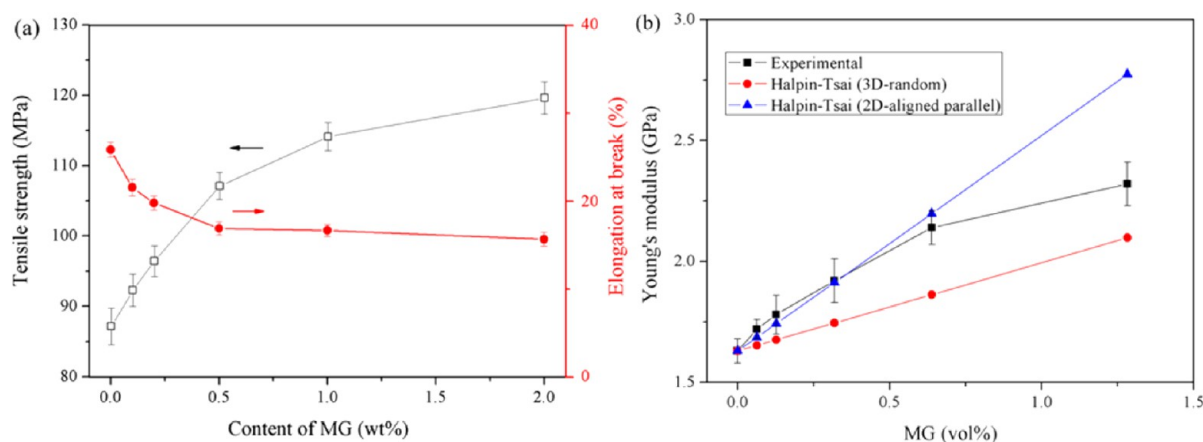 (a)
130
120
110
100
90
80
Tensile strength (MPa)
40
20
0
Elongation at break (%)
0.0 0.5 1.0 1.5 2.0
Content of MG (wt%)
(b)
3.0
2.5
2.0
1.5
Young's modulus (GPa)
Experimental
Halpin-Tsai (3D-random)
Halpin-Tsai (2D-aligned parallel)
0.0 0.5 1.0 1.5
MG (vol%)